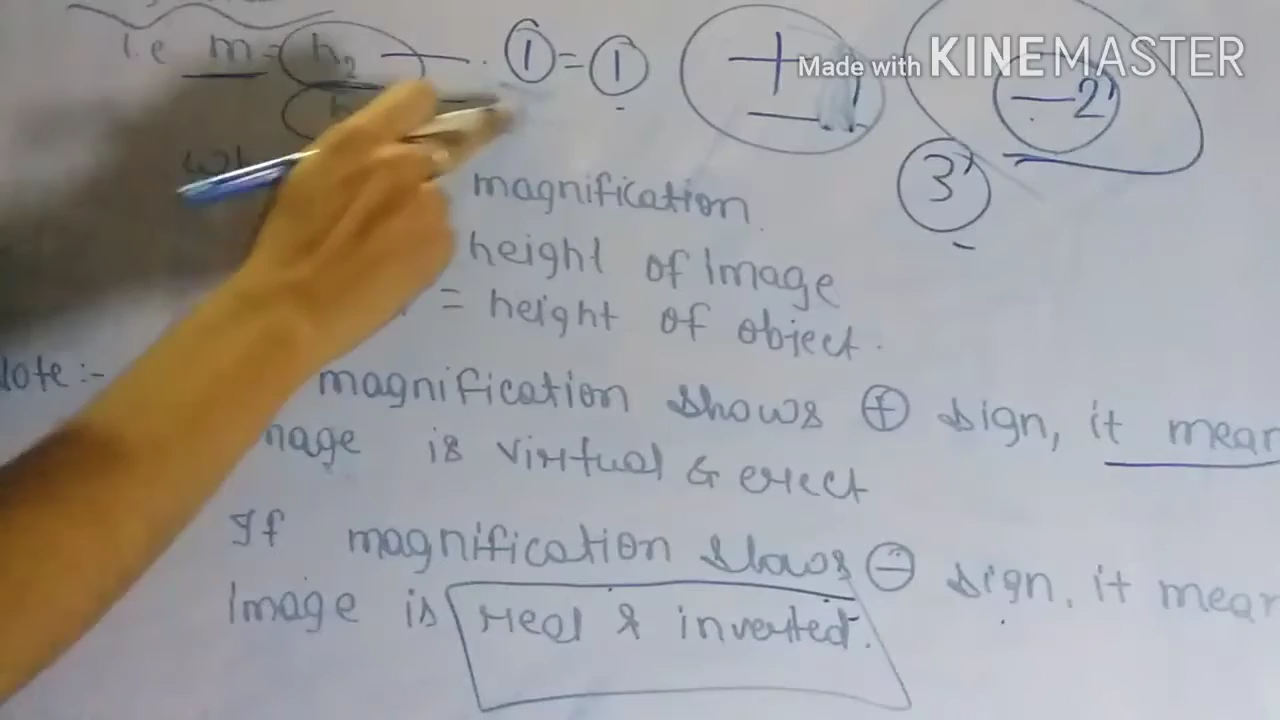 i.e m = h2 ① = ① + 1 -2
Made with KINEMASTER
3
magnification
height of Image
= height of object.
Note:-
magnification shows ⊕ sign, it mean
is virtual & erect
If magnification shows ⊖ sign, it mean
Image is real & inverted.